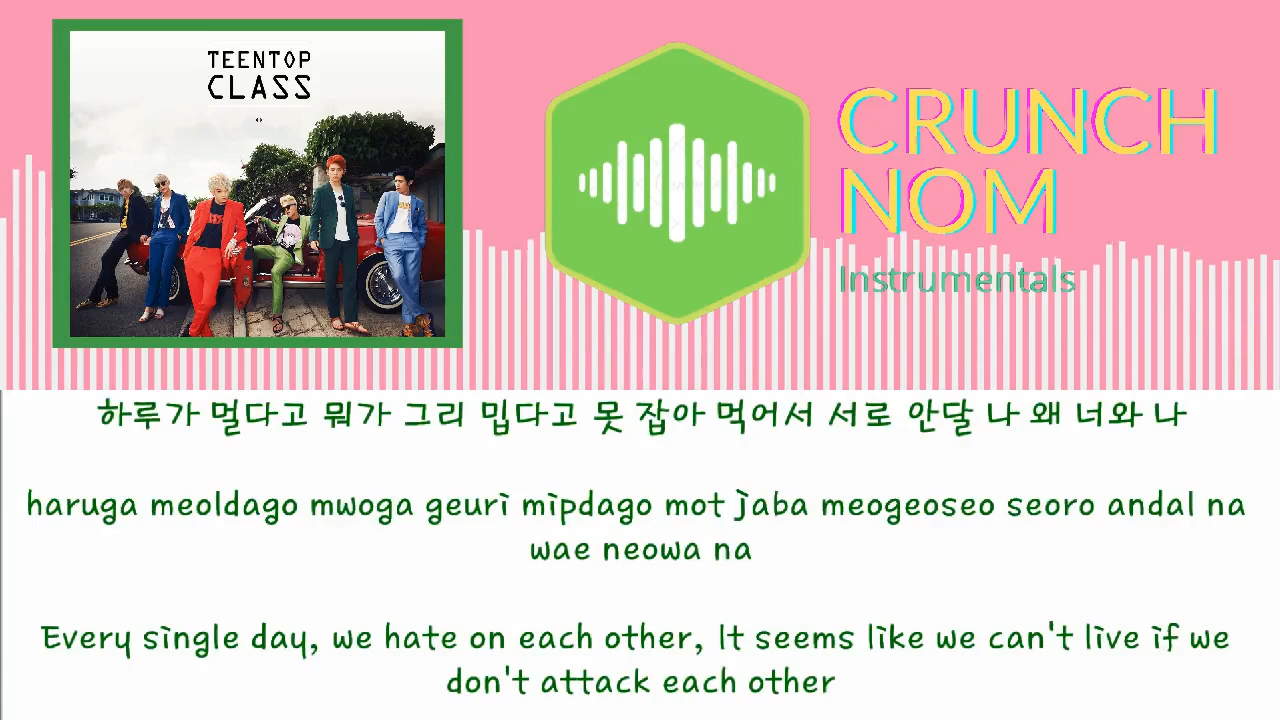 TEENTOP
CLASS
CRUNCH
NOM
Instrumentals
하루가 멀다고 뭐가 그리 밉다고 못 잡아 먹어서 서로 안달 나 왜 너와 나
haruga meoldago mwoga geuri mipdago mot jaba meogeoseo seoro andal na
wae neowa na
Every single day, we hate on each other, It seems like we can't live if we
don't attack each other